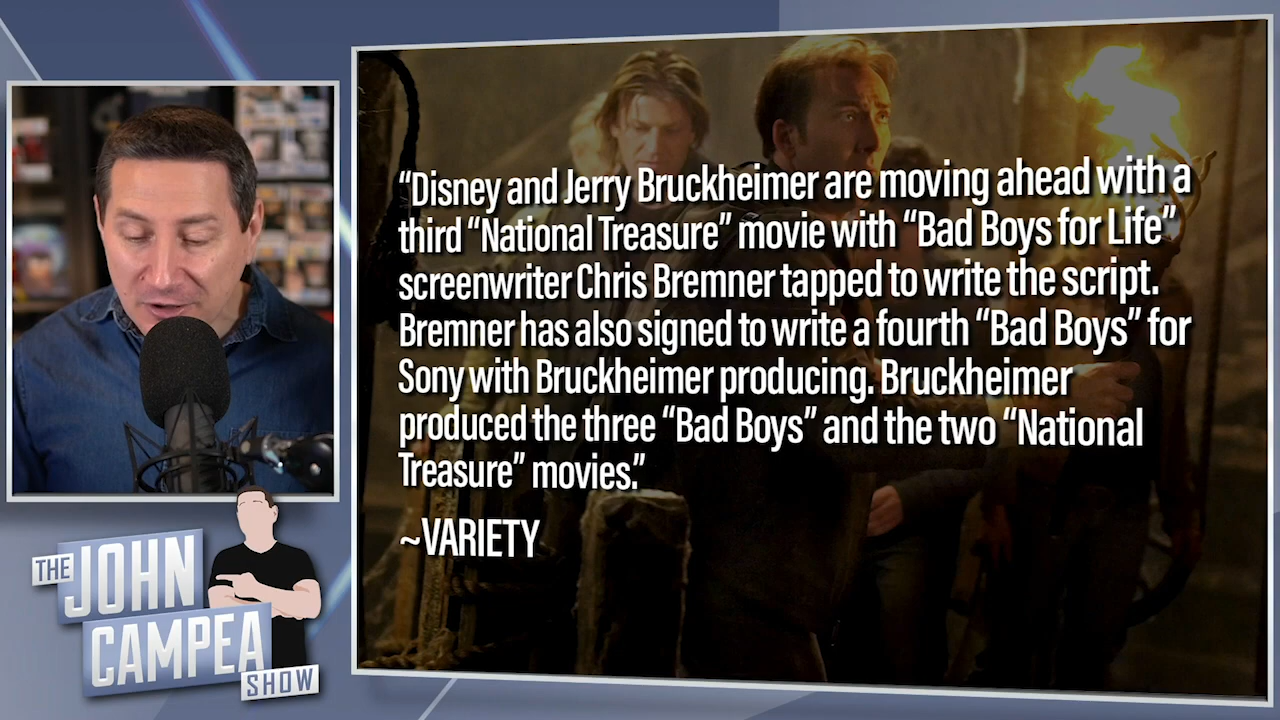 “Disney and Jerry Bruckheimer are moving ahead with a
third “National Treasure” movie with “Bad Boys for Life”
screenwriter Chris Bremner tapped to write the script.
Bremner has also signed to write a fourth “Bad Boys” for
Sony with Bruckheimer producing. Bruckheimer
produced the three “Bad Boys” and the two “National
Treasure” movies.”
~VARIETY
THE
JOHN
CAMPEA
SHOW